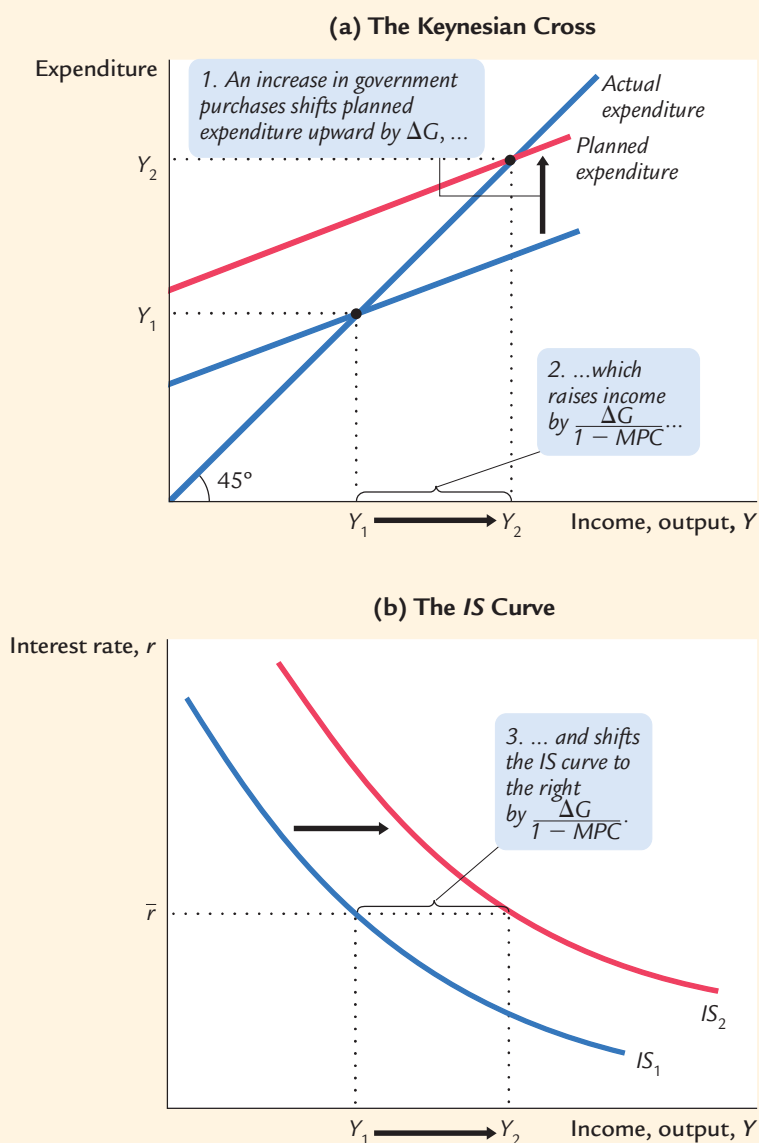 (a) The Keynesian Cross
Expenditure
1. An increase in government
purchases shifts planned
expenditure upward by ΔG, ...
Actual
expenditure
Planned
expenditure
Y₂
Y₁
2. ...which
raises income
by ΔG/(1 − MPC)...
45º
Y₁
Y₂
Income, output, Y
(b) The IS Curve
Interest rate, r
3. ... and shifts
the IS curve to
the right
by ΔG/(1 − MPC).
r̄
IS₂
IS₁
Y₁
Y₂
Income, output, Y